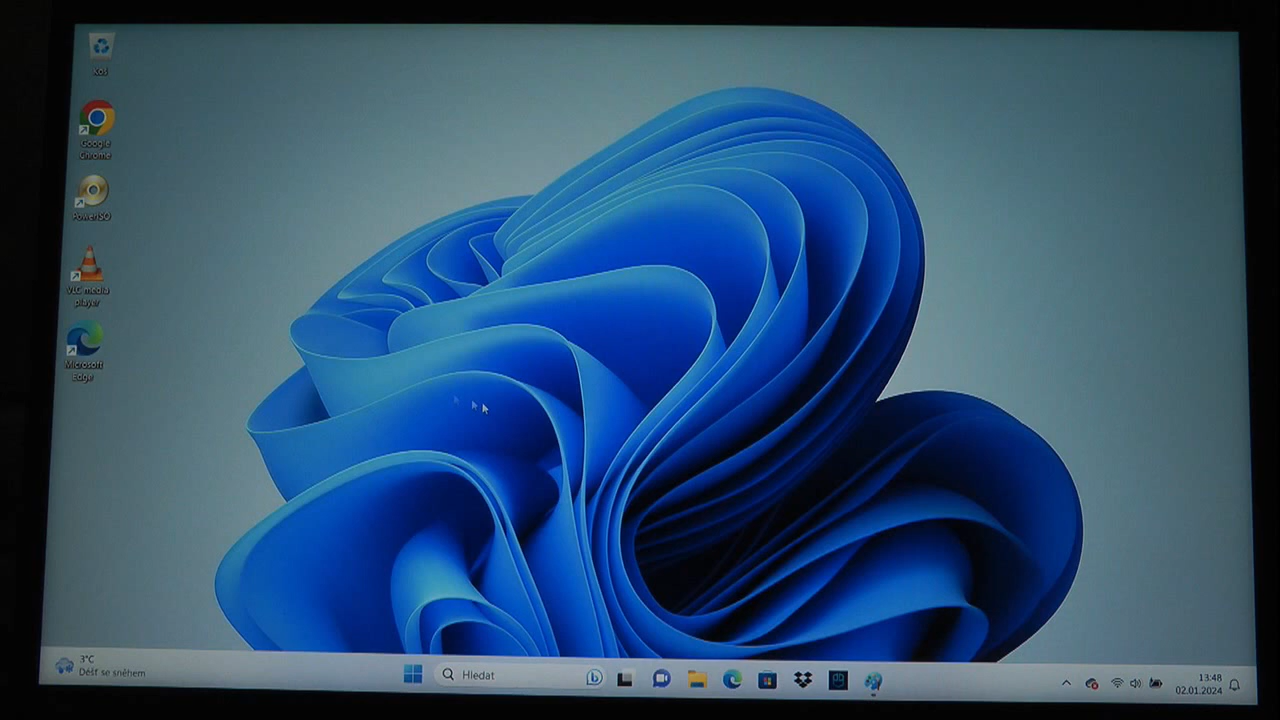 Koš
Google
Chrome
PowerISO
VLC media
player
Microsoft
Edge
3°C
Déšť se sněhem
Hledat
13:48
02.01.2024